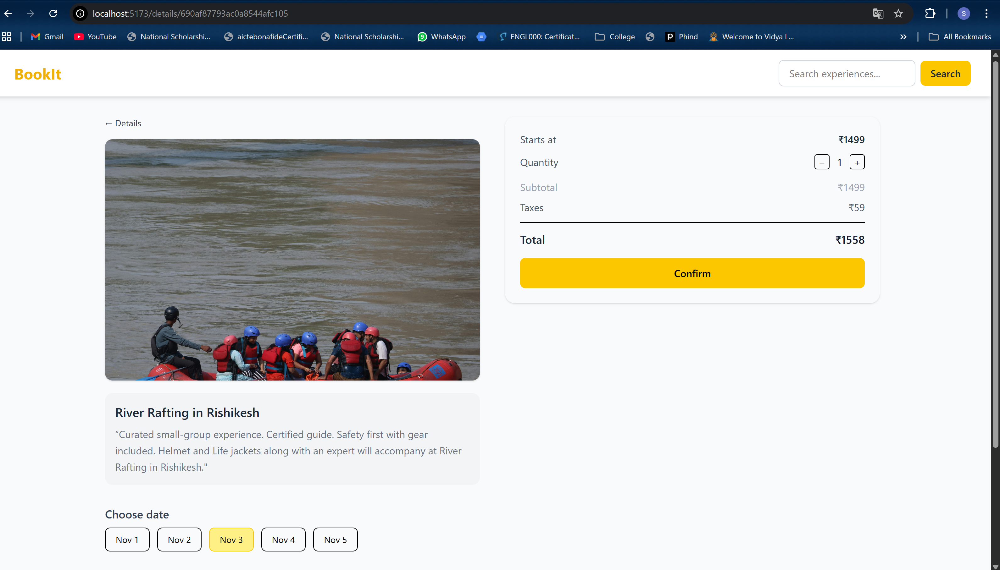 localhost:5173/details/690af87793ac0a8544afc105
S
Gmail
YouTube
National Scholarshi...
aictebonafideCertifi...
National Scholarshi...
9
WhatsApp
ENGL000: Certificat...
College
Phind
Welcome to Vidya L...
»
All Bookmarks
BookIt
Search experiences...
Search
← Details
Starts at ₹1499
Quantity − 1 +
Subtotal ₹1499
Taxes ₹59
Total ₹1558
Confirm
River Rafting in Rishikesh
“Curated small-group experience. Certified guide. Safety first with gear
included. Helmet and Life jackets along with an expert will accompany at River
Rafting in Rishikesh."
Choose date
Nov 1 Nov 2 Nov 3 Nov 4 Nov 5